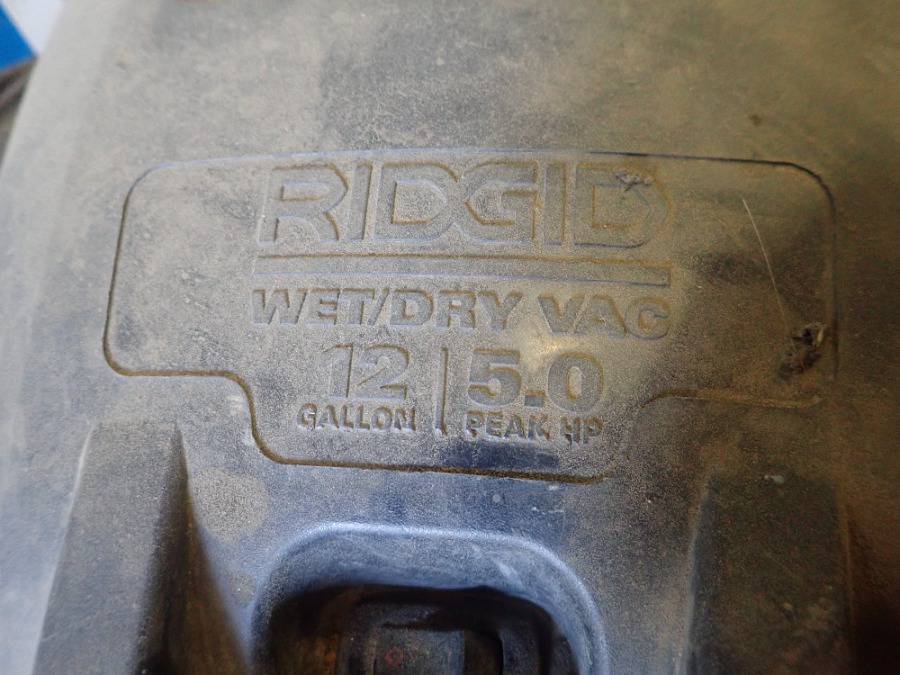 RIDGID
WET/DRY VAC
12 | 5.0
GALLON PEAK HP